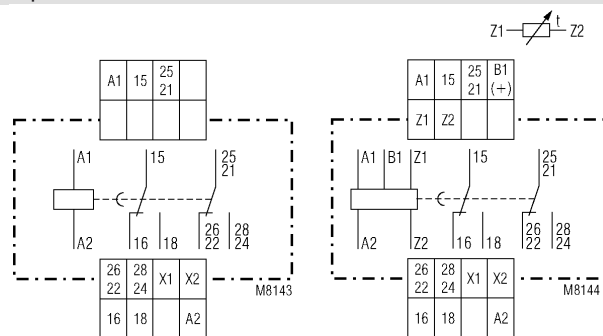 Z1 t Z2
A1 15 25 21
A1 15 25 21 B1 (+)
Z1 Z2
A1 15 25 21
A1 B1 Z1 15 25 21
A2 16 18 26 22 28 24
A2 Z2 16 18 26 22 28 24
26 22 28 24 X1 X2
M8143
26 22 28 24 X1 X2
M8144
16 18 A2
16 18 A2